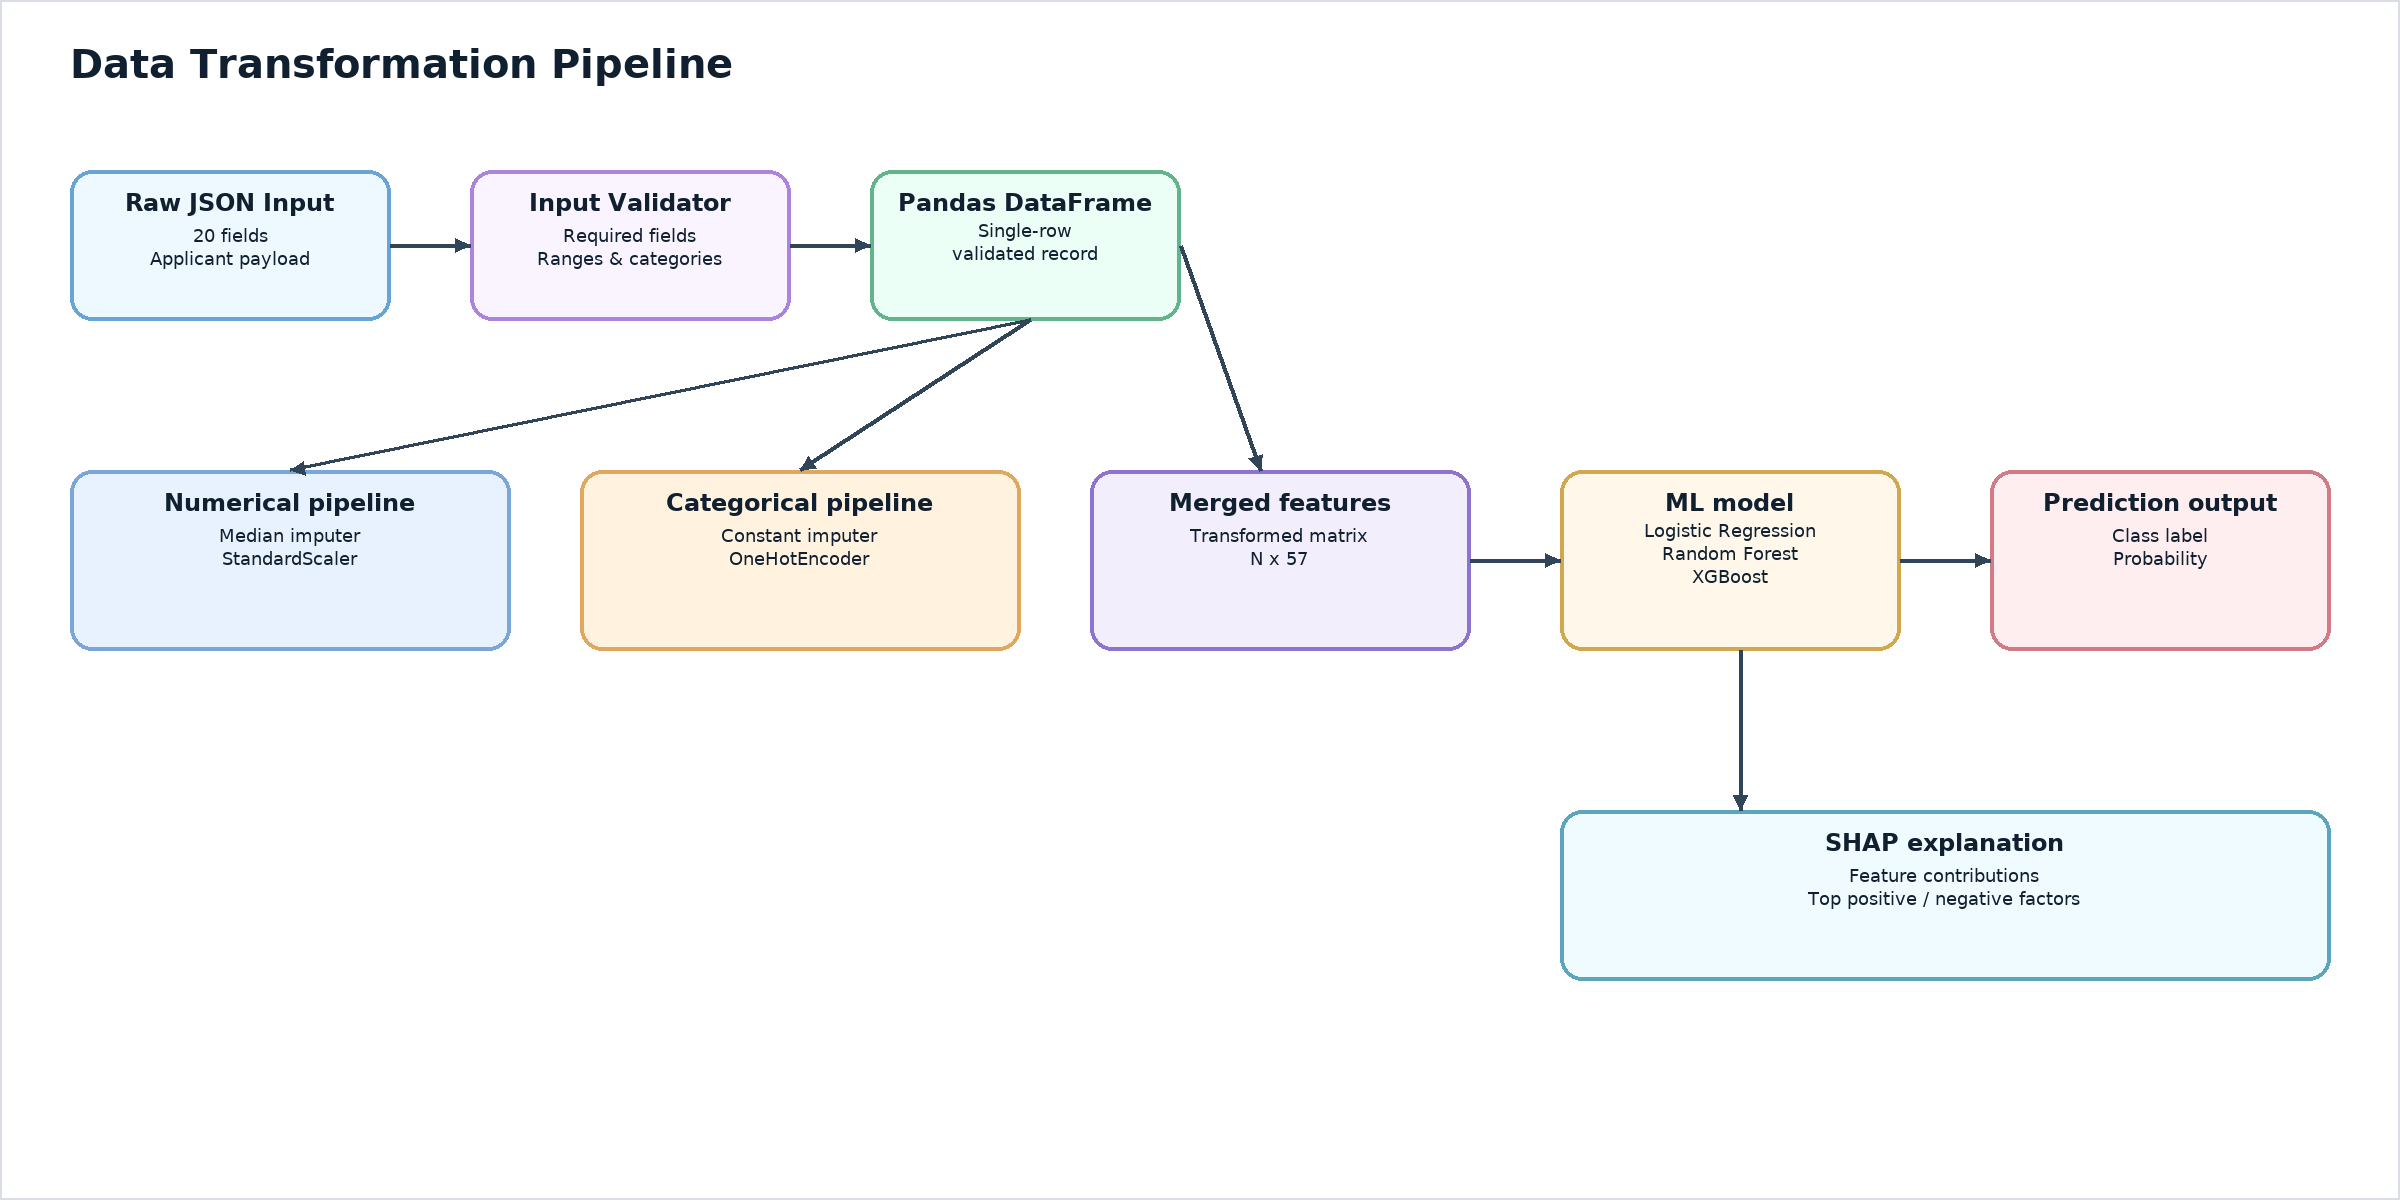 Data Transformation Pipeline
Raw JSON Input
20 fields
Applicant payload
Input Validator
Required fields
Ranges & categories
Pandas DataFrame
Single-row
validated record
Numerical pipeline
Median imputer
StandardScaler
Categorical pipeline
Constant imputer
OneHotEncoder
Merged features
Transformed matrix
N x 57
ML model
Logistic Regression
Random Forest
XGBoost
Prediction output
Class label
Probability
SHAP explanation
Feature contributions
Top positive / negative factors